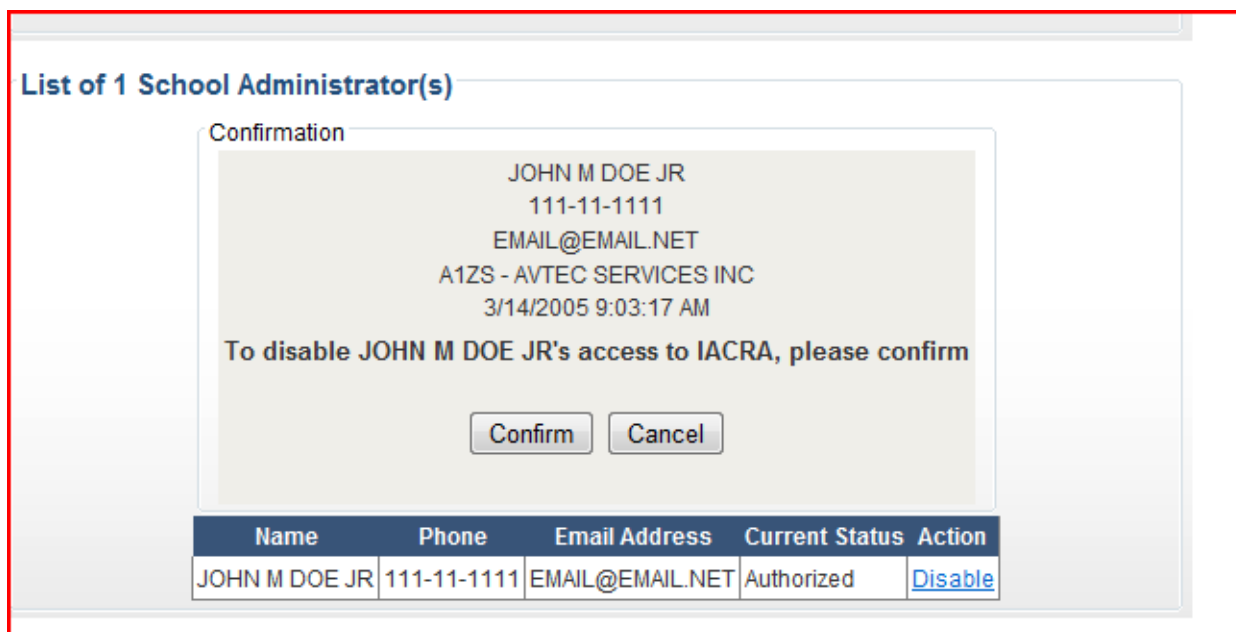 List of 1 School Administrator(s)
Confirmation
JOHN M DOE JR
111-11-1111
EMAIL@EMAIL.NET
A1ZS - AVTEC SERVICES INC
3/14/2005 9:03:17 AM
To disable JOHN M DOE JR's access to IACRA, please confirm
Confirm Cancel
Name Phone Email Address Current Status Action
JOHN M DOE JR 111-11-1111 EMAIL@EMAIL.NET Authorized Disable